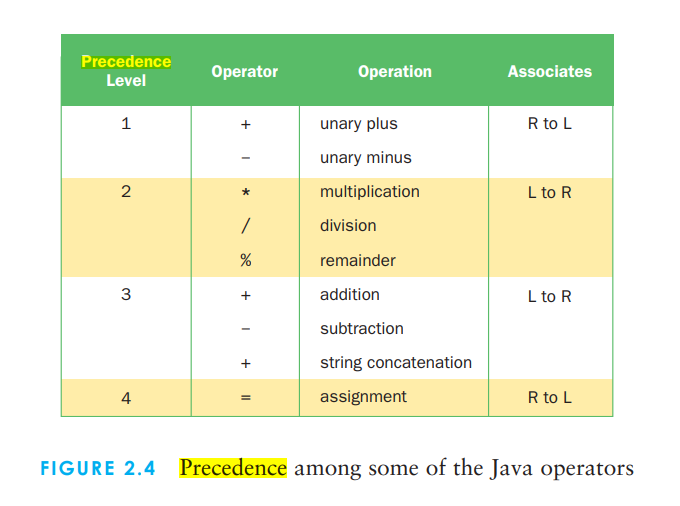 Precedence Level Operator Operation Associates
1 + unary plus R to L
– unary minus
2 * multiplication L to R
/ division
% remainder
3 + addition L to R
– subtraction
+ string concatenation
4 = assignment R to L
FIGURE 2.4 Precedence among some of the Java operators